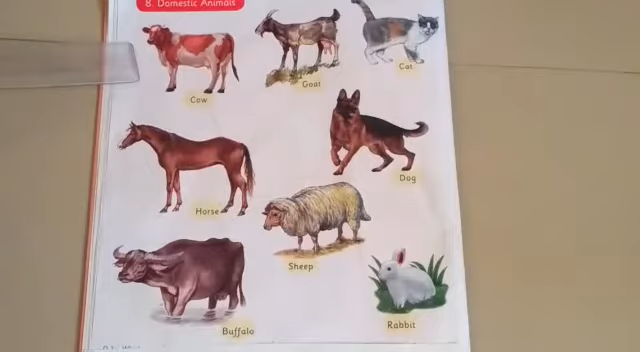 8. Domestic Animals
Cow
Goat
Cat
Horse
Dog
Sheep
Buffalo
Rabbit